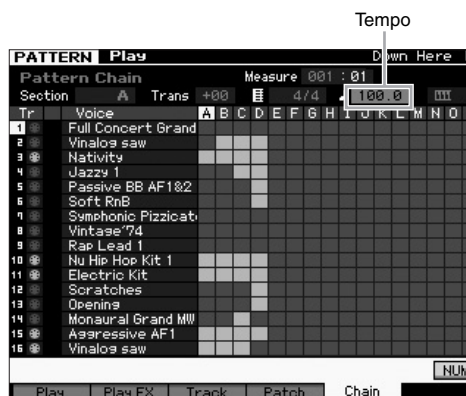 Tempo
PATTERN Play Down Here
Pattern Chain Measure 001 : 01
Section A Trans +00 4/4 100.0
Tr Voice A B C D E F G H I J K L M N O
1 Full Concert Grand
2 Vinalog saw
3 Nativity
4 Jazzy 1
5 Passive BB AF1&2
6 Soft RnB
7 Symphonic Pizzicat
8 Vintage'74
9 Rap Lead 1
10 Nu Hip Hop Kit 1
11 Electric Kit
12 Scratches
13 Opening
14 Monaural Grand MW
15 Aggressive AF1
16 Vinalog saw
NUM
Play Play FX Track Patch Chain